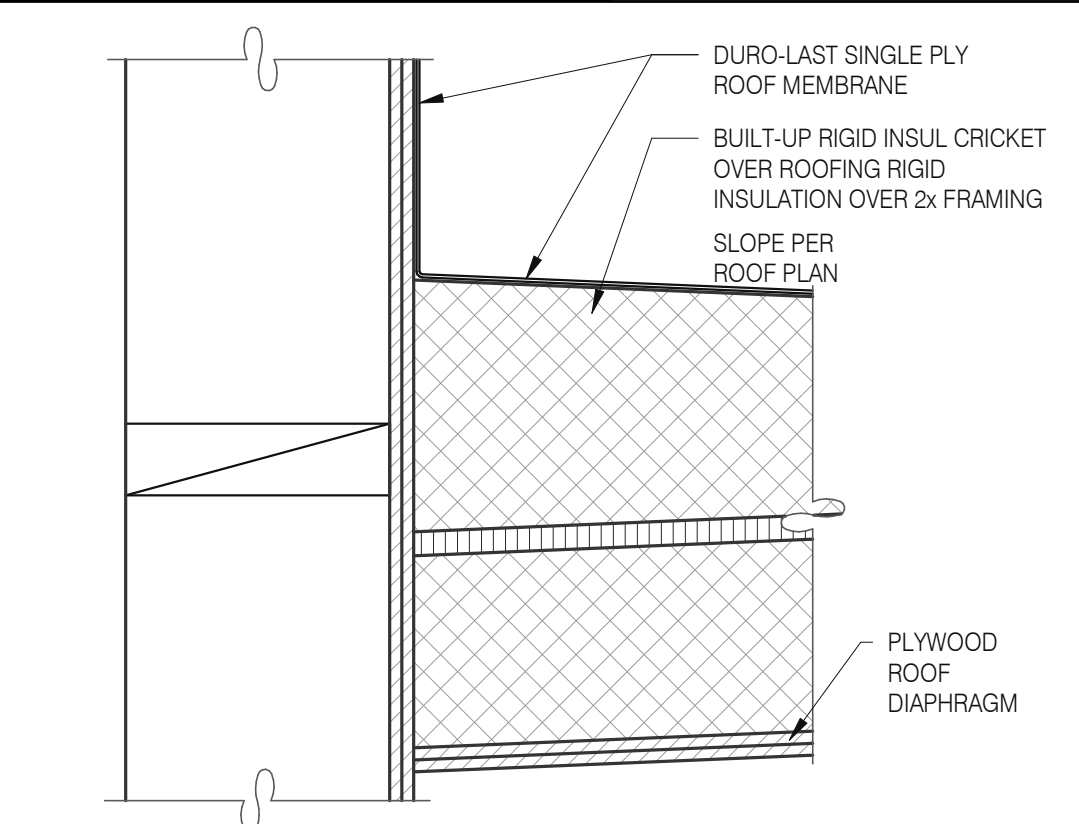 DURO-LAST SINGLE PLY
ROOF MEMBRANE
BUILT-UP RIGID INSUL CRICKET
OVER ROOFING RIGID
INSULATION OVER 2x FRAMING
SLOPE PER
ROOF PLAN
PLYWOOD
ROOF
DIAPHRAGM